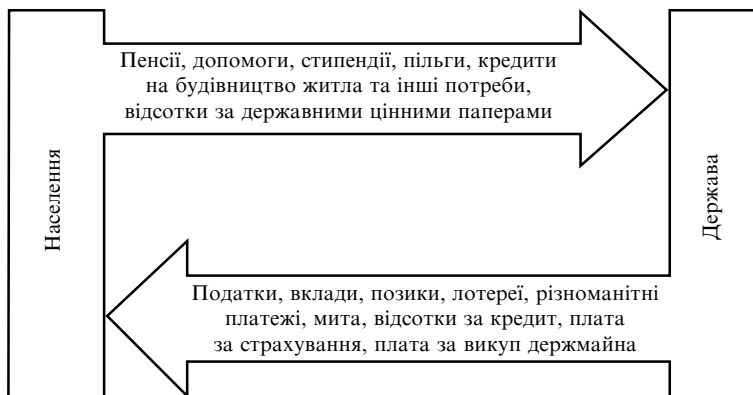 Населення
Пенсії, допомоги, стипендії, пільги, кредити
на будівництво житла та інші потреби,
відсотки за державними цінними паперами
Держава
Податки, вклади, позики, лотереї, різноманітні
платежі, мита, відсотки за кредит, плата
за страхування, плата за викуп держмайна